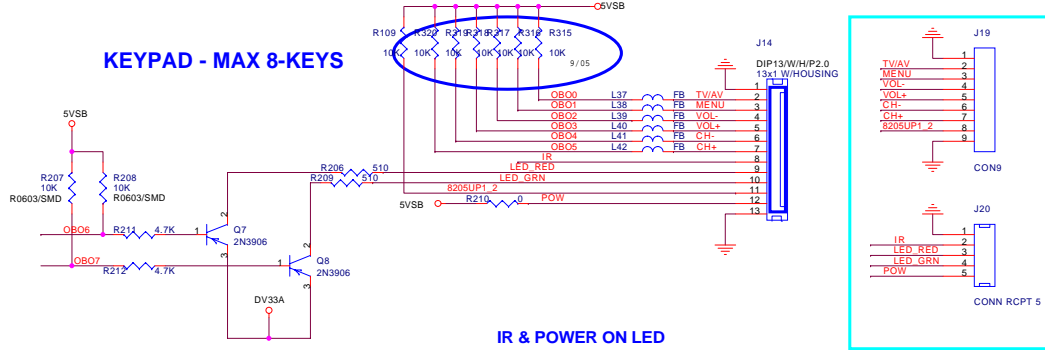 5VSB
R109 R320 R319 R318 R317 R316 R315
10K 10K 10K 10K 10K 10K 10K
9/05
KEYPAD - MAX 8-KEYS
J14
DIP13/W/H/P2.0
13x1 W/HOUSING
1
OBO0 L37 FB TV/AV 2
OBO1 L38 FB MENU 3
OBO2 L39 FB VOL- 4
OBO3 L40 FB VOL+ 5
OBO4 L41 FB CH- 6
OBO5 L42 FB CH+ 7
IR 8
R206 510 LED_RED 9
R209 510 LED_GRN 10
8205UP1_2 11
5VSB R210 0 POW 12
13
5VSB
R207
10K
R0603/SMD
R208
10K
R0603/SMD
OBO6 R211 4.7K 1 2 3 Q7
2N3906
OBO7 R212 4.7K 1 2 3 Q8
2N3906
DV33A
IR & POWER ON LED
J19
1
TV/AV 2
MENU 3
VOL- 4
VOL+ 5
CH- 6
CH+ 7
8205UP1_2 8
9
CON9
J20
1
IR 2
LED_RED 3
LED_GRN 4
POW 5
CONN RCPT 5